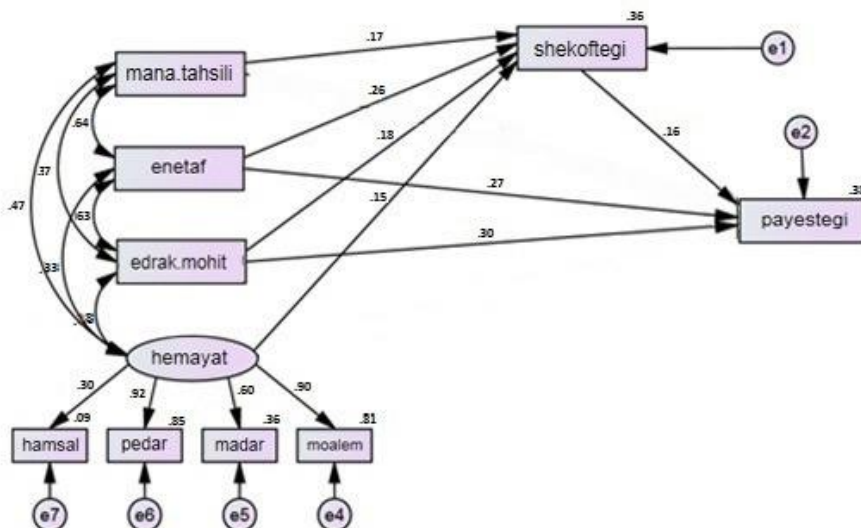 .36
.17
shekoftegi
e1
mana.tahsili
.26
e2
.64
.18
.16
enetaf
.37
.27
.38
.15
payestegi
.47
.63
.30
edrak.mohit
.33
hemayat
.30
.92
.60
.90
.09
.85
.36
.81
hamsal
pedar
madar
moalem
e7
e6
e5
e4